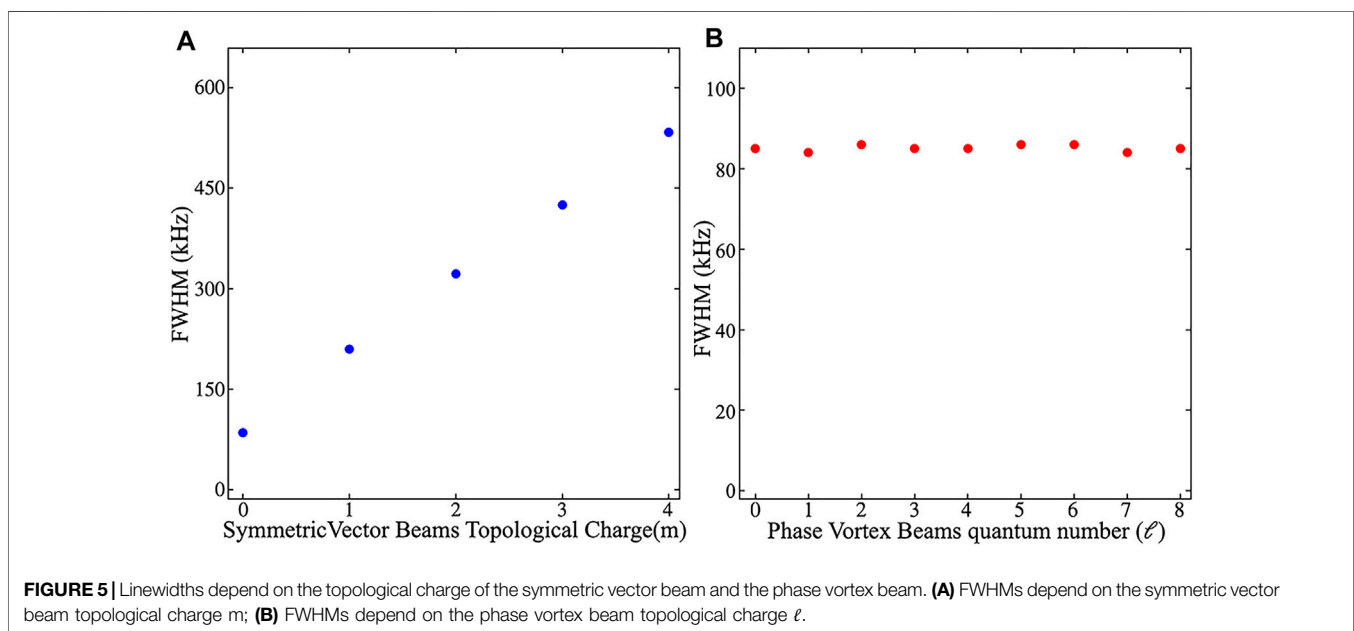 A
600
450
300
150
0
FWHM (kHz)
0 1 2 3 4
SymmetricVector Beams Topological Charge(m)
B
100
80
60
40
20
0
FWHM (kHz)
0 1 2 3 4 5 6 7 8
Phase Vortex Beams quantum number (ℓ)
FIGURE 5 | Linewidths depend on the topological charge of the symmetric vector beam and the phase vortex beam. (A) FWHMs depend on the symmetric vector
beam topological charge m; (B) FWHMs depend on the phase vortex beam topological charge ℓ.